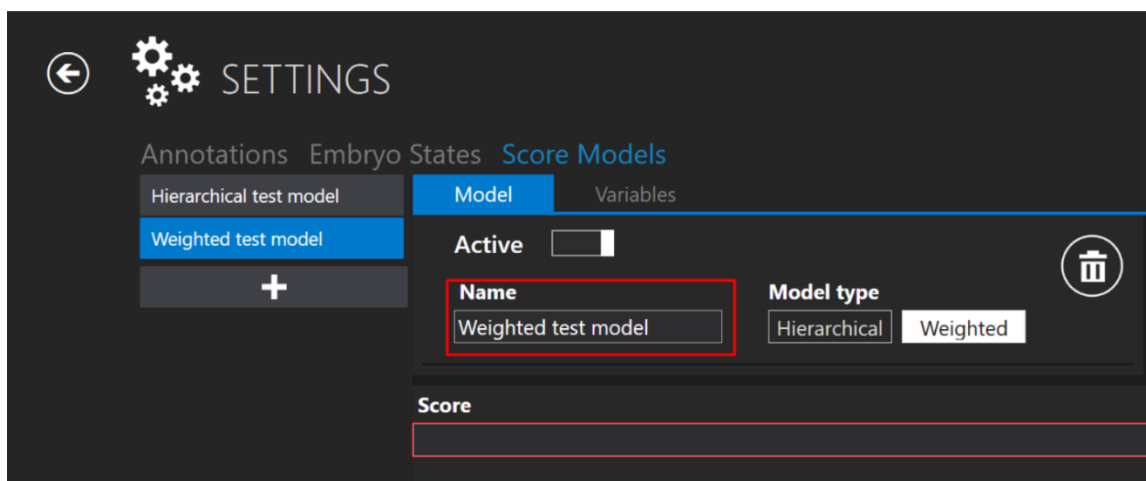 SETTINGS
Annotations Embryo States Score Models
Hierarchical test model
Weighted test model
Model Variables
Active
Name
Weighted test model
Model type
Hierarchical Weighted
Score